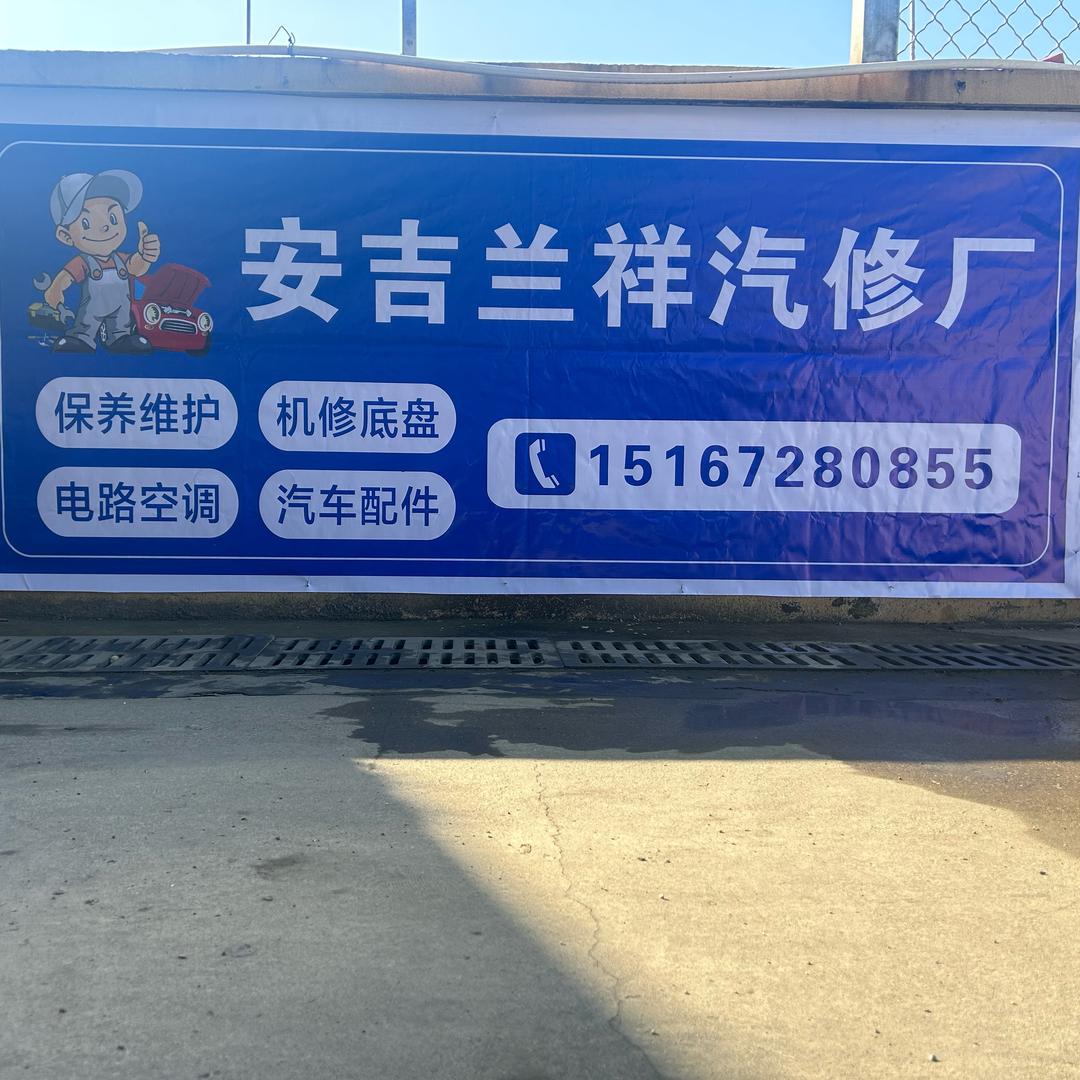 安吉兰祥汽修厂
保养维护
机修底盘
电路空调
汽车配件
15167280855